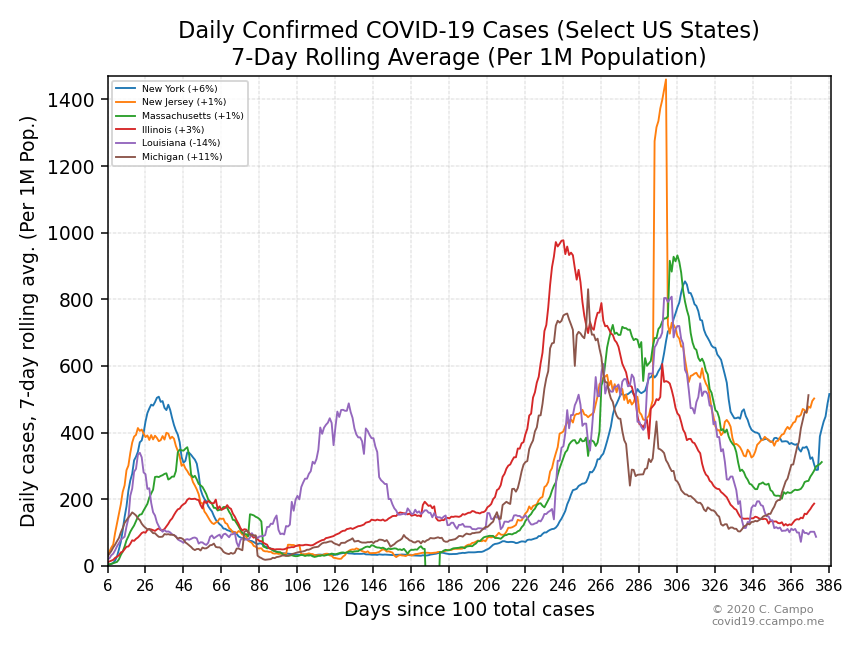 Daily Confirmed COVID-19 Cases (Select US States)
7-Day Rolling Average (Per 1M Population)
Daily cases, 7-day rolling avg. (Per 1M Pop.)
1400
1200
1000
800
600
400
200
0
New York (+6%)
New Jersey (+1%)
Massachusetts (+1%)
Illinois (+3%)
Louisiana (-14%)
Michigan (+11%)
6 26 46 66 86 106 126 146 166 186 206 226 246 266 286 306 326 346 366 386
Days since 100 total cases
© 2020 C. Campo
covid19.ccampo.me